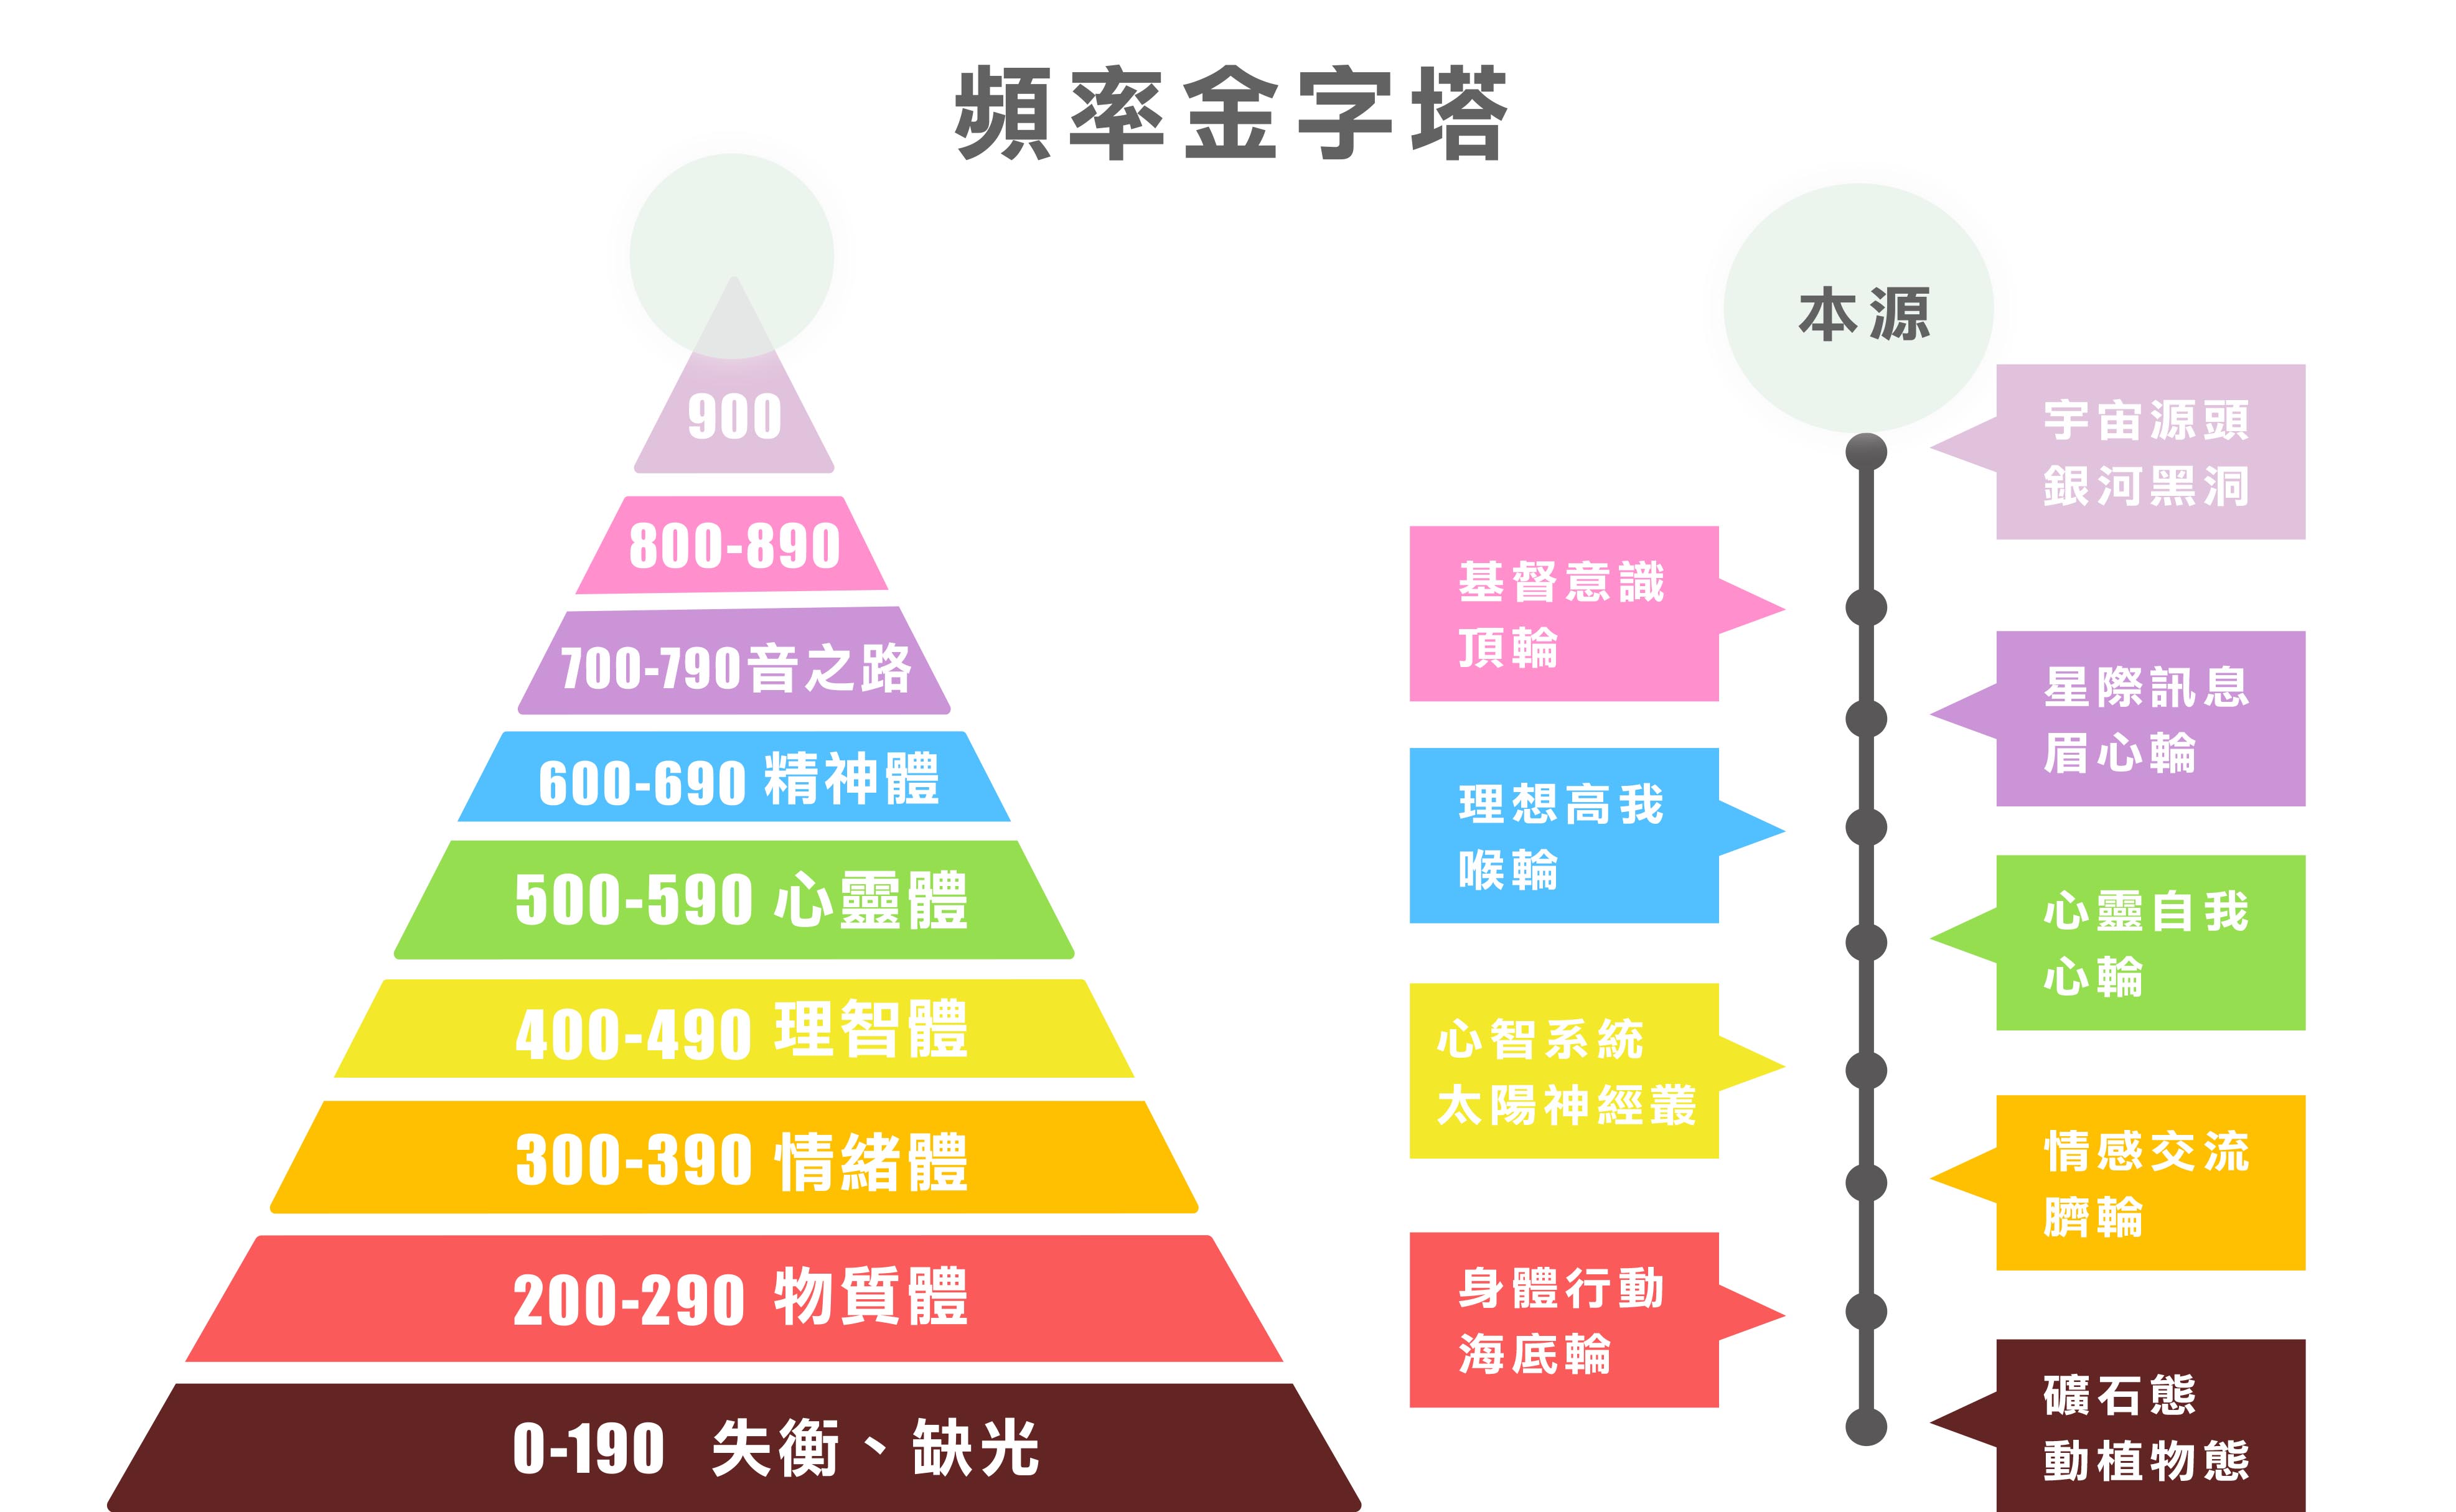 頻率金字塔
900
800-890
700-790音之路
600-690 精神體
500-590 心靈體
400-490 理智體
300-390 情緒體
200-290 物質體
0-190 失衡、缺光
本源
宇宙源頭
銀河黑洞
基督意識
頂輪
星際訊息
眉心輪
理想高我
喉輪
心靈自我
心輪
心智系統
太陽神經叢
情感交流
臍輪
身體行動
海底輪
礦石態
動植物態